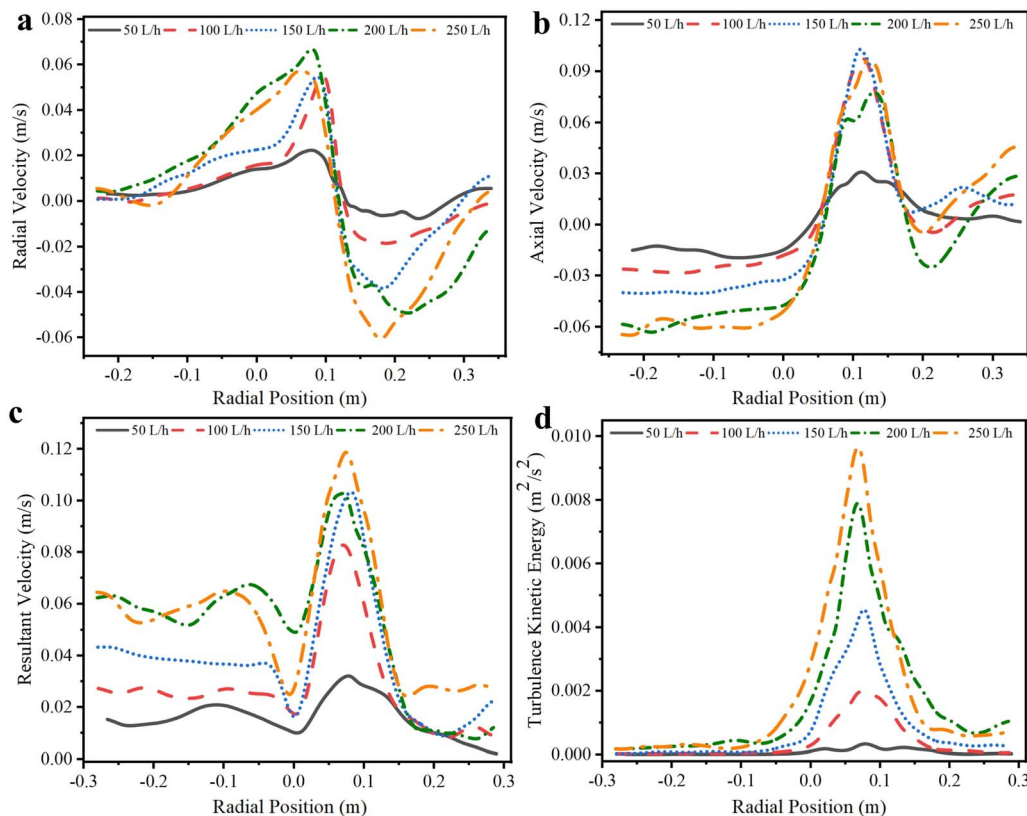 a
50 L/h 100 L/h 150 L/h 200 L/h 250 L/h
0.08
0.06
0.04
0.02
0.00
-0.02
-0.04
-0.06
Radial Velocity (m/s)
-0.2 -0.1 0.0 0.1 0.2 0.3
Radial Position (m)
b
50 L/h 100 L/h 150 L/h 200 L/h 250 L/h
0.12
0.09
0.06
0.03
0.00
-0.03
-0.06
Axial Velocity (m/s)
-0.2 -0.1 0.0 0.1 0.2 0.3
Radial Position (m)
c
50 L/h 100 L/h 150 L/h 200 L/h 250 L/h
0.12
0.10
0.08
0.06
0.04
0.02
0.00
Resultant Velocity (m/s)
-0.3 -0.2 -0.1 0.0 0.1 0.2 0.3
Radial Position (m)
d
50 L/h 100 L/h 150 L/h 200 L/h 250 L/h
0.010
0.008
0.006
0.004
0.002
0.000
Turbulence Kinetic Energy (m²/s²)
-0.3 -0.2 -0.1 0.0 0.1 0.2 0.3
Radial Position (m)